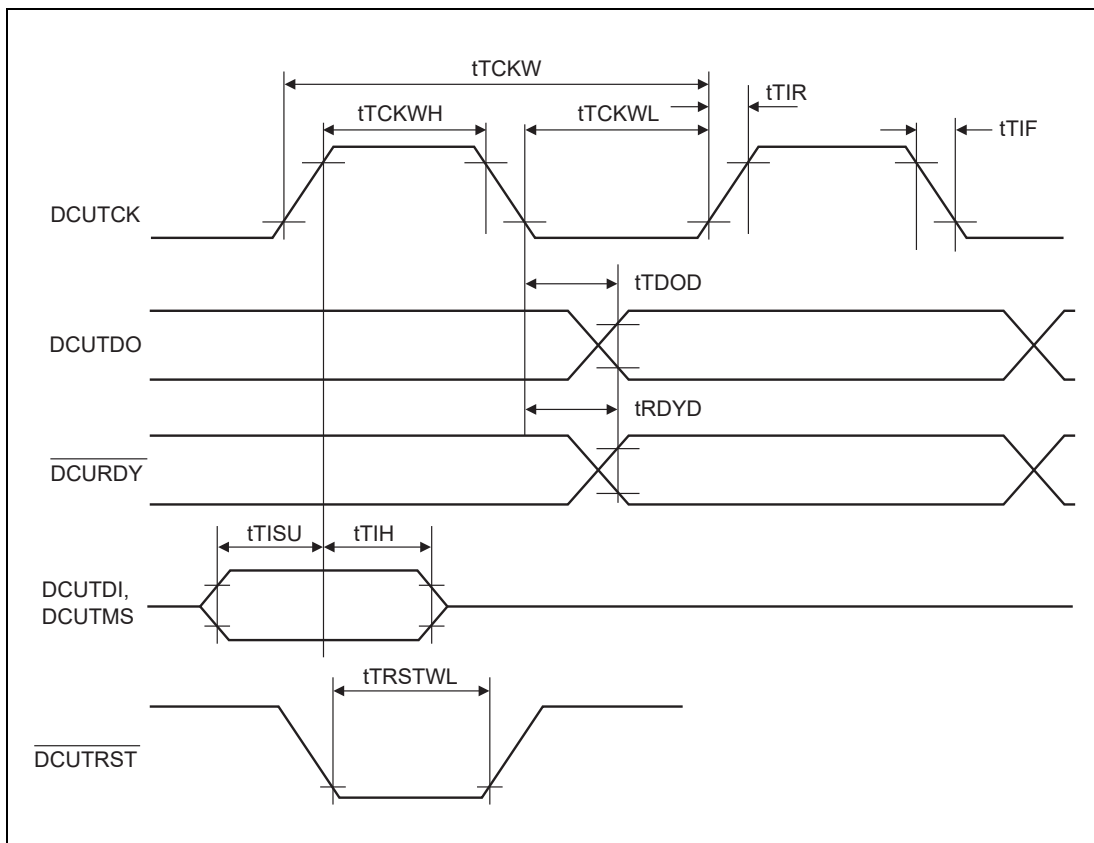 tTCKW
tTIR
tTCKWH
tTCKWL
tTIF
DCUTCK
tTDOD
DCUTDO
tRDYD
DCURDY
tTISU
tTIH
DCUTDI,
DCUTMS
tTRSTWL
DCUTRST